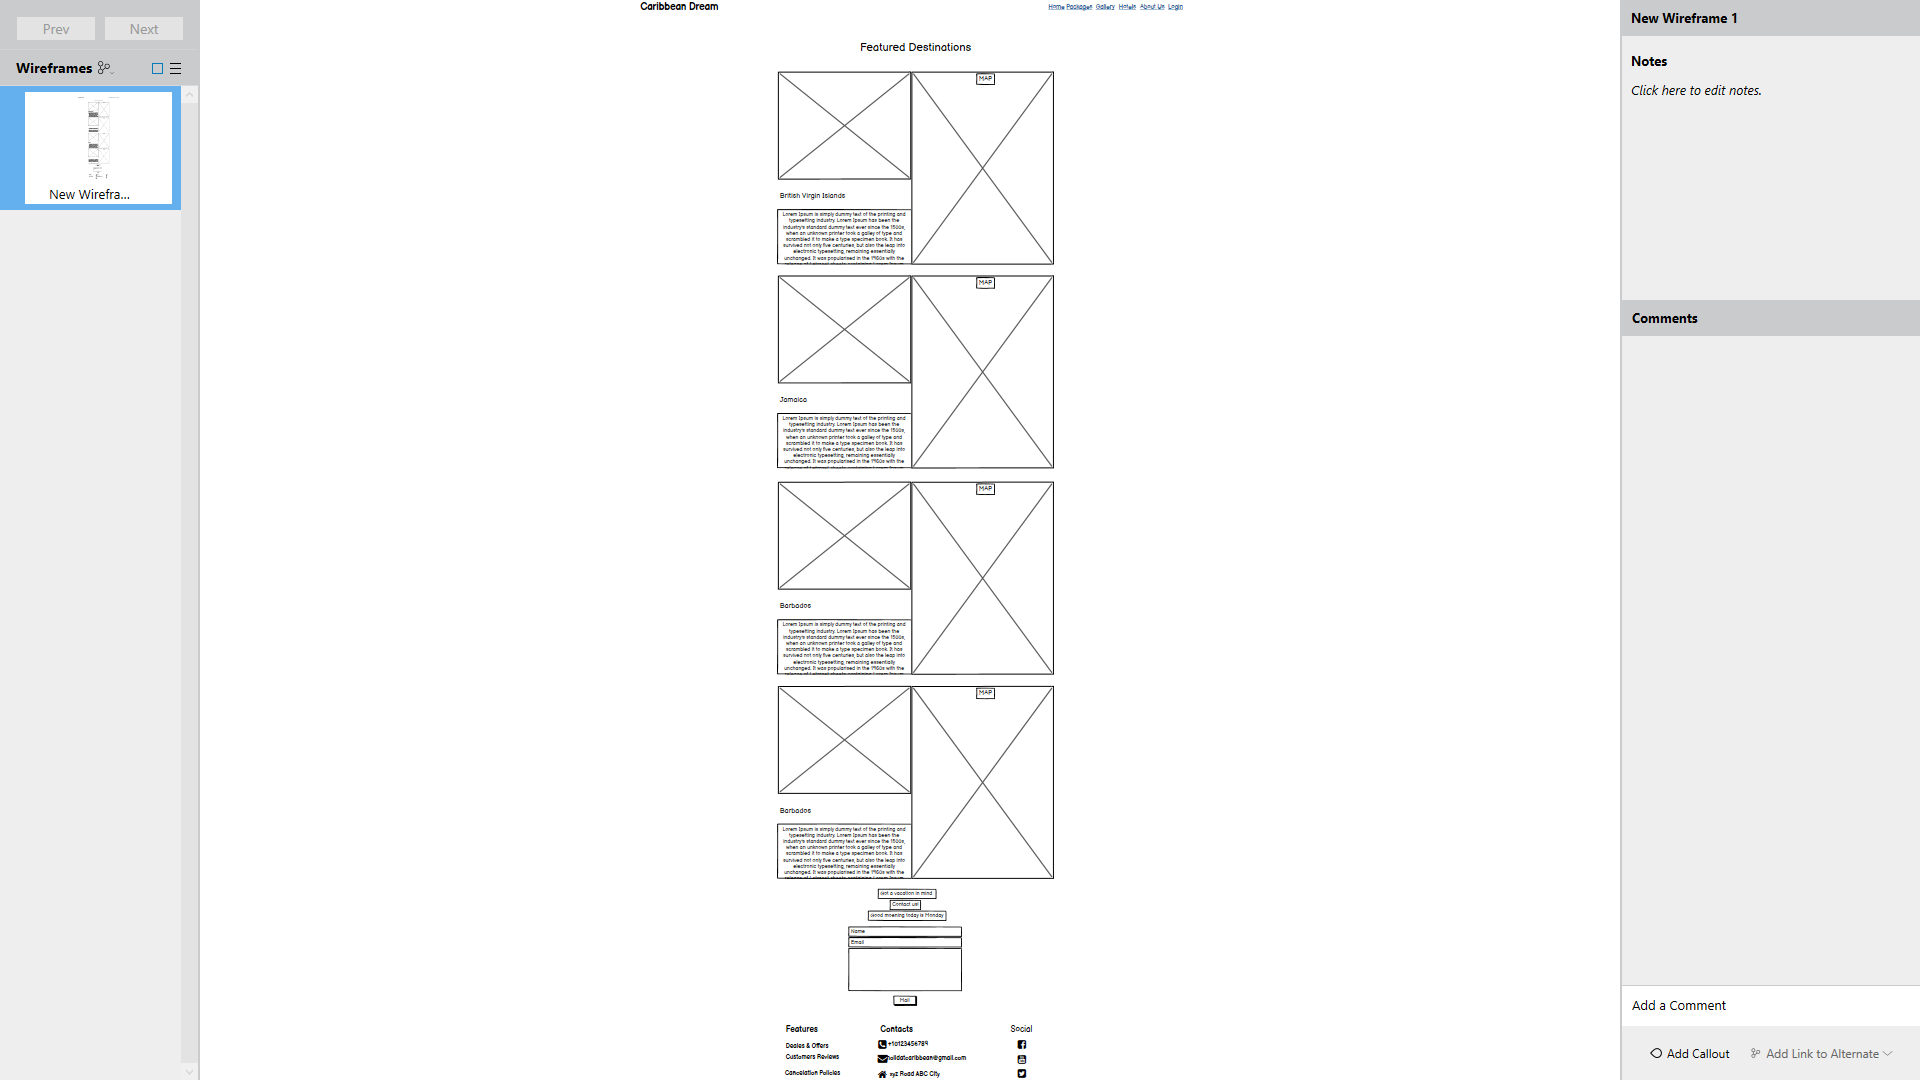 Prev
Next
Wireframes
New Wirefra...
Caribbean Dream
Home Packages Gallery Hotels About Us Login
Featured Destinations
MAP
British Virgin Islands
Lorem Ipsum is simply dummy text of the printing and
typesetting industry. Lorem Ipsum has been the
industry's standard dummy text ever since the 1500s,
when an unknown printer took a galley of type and
scrambled it to make a type specimen book. It has
survived not only five centuries, but also the leap into
electronic typesetting, remaining essentially
unchanged. It was popularised in the 1960s with the
MAP
Jamaica
Lorem Ipsum is simply dummy text of the printing and
typesetting industry. Lorem Ipsum has been the
industry's standard dummy text ever since the 1500s,
when an unknown printer took a galley of type and
scrambled it to make a type specimen book. It has
survived not only five centuries, but also the leap into
electronic typesetting, remaining essentially
unchanged. It was popularised in the 1960s with the
MAP
Barbados
Lorem Ipsum is simply dummy text of the printing and
typesetting industry. Lorem Ipsum has been the
industry's standard dummy text ever since the 1500s,
when an unknown printer took a galley of type and
scrambled it to make a type specimen book. It has
survived not only five centuries, but also the leap into
electronic typesetting, remaining essentially
unchanged. It was popularised in the 1960s with the
MAP
Barbados
Lorem Ipsum is simply dummy text of the printing and
typesetting industry. Lorem Ipsum has been the
industry's standard dummy text ever since the 1500s,
when an unknown printer took a galley of type and
scrambled it to make a type specimen book. It has
survived not only five centuries, but also the leap into
electronic typesetting, remaining essentially
unchanged. It was popularised in the 1960s with the
Got a vacation in mind
Contact us!
Good moening today is Monday
Name
Email
Mail
Features
Deales & Offers
Customers Reviews
Cancelation Policies
Contacts
+10123456789
xyz Road ABC City
Social
New Wireframe 1
Notes
Click here to edit notes.
Comments
Add a Comment
Add Callout
Add Link to Alternate